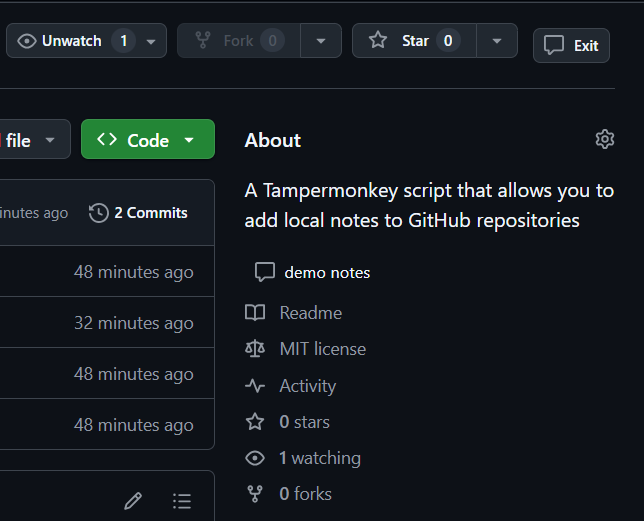 Unwatch 1
Fork 0
Star 0
Exit
file
Code
About
A Tampermonkey script that allows you to
add local notes to GitHub repositories
inutes ago
2 Commits
48 minutes ago
32 minutes ago
48 minutes ago
48 minutes ago
demo notes
Readme
MIT license
Activity
0 stars
1 watching
0 forks